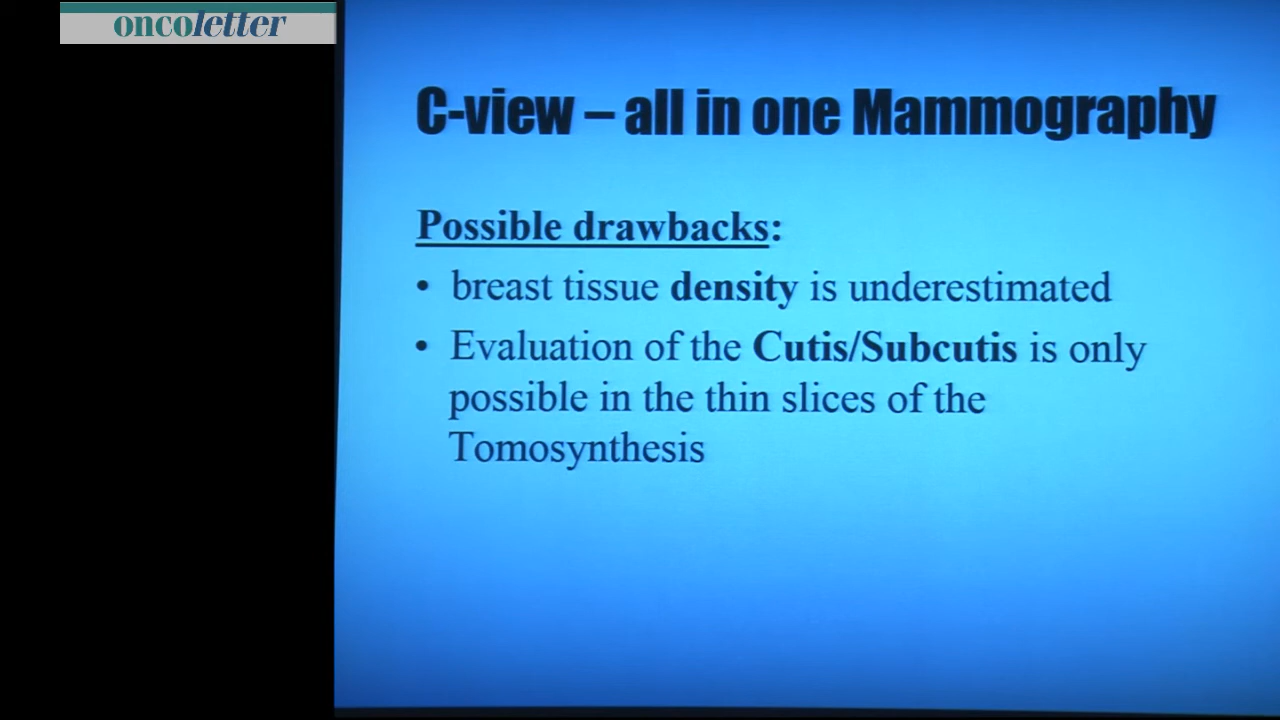 oncoletter
C-view – all in one Mammography
Possible drawbacks:
• breast tissue density is underestimated
• Evaluation of the Cutis/Subcutis is only
possible in the thin slices of the
Tomosynthesis